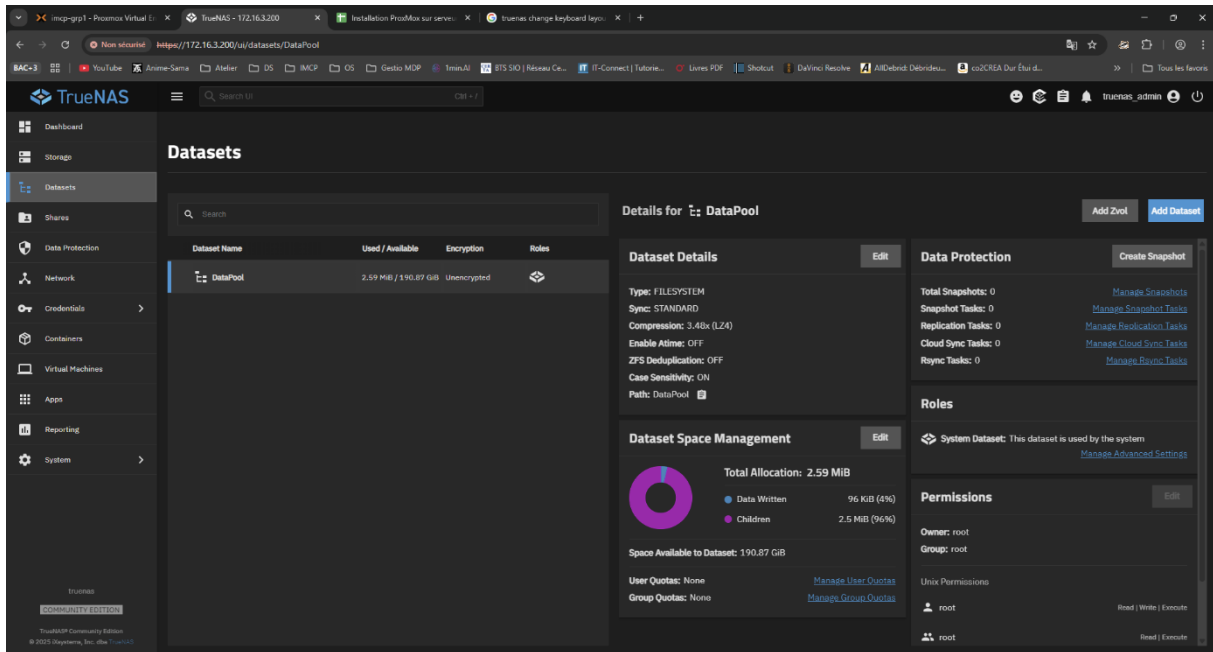 imcp-grp1 - Proxmox Virtual En
TrueNAS - 172.16.3.200
Installation ProxMox sur serveu
truenas change keyboard layou
Non sécurisé https://172.16.3.200/ui/datasets/DataPool
BAC+3 YouTube Anime-Sama Atelier DS IMCP OS Gestio MDP 1min.AI BTS SIO | Réseau Ce... IT-Connect | Tutorie... Livres PDF Shotcut DaVinci Resolve AllDebrid: Débrideu... co2CREA Dur Étui d... » Tous les favoris
TrueNAS
Search UI Ctrl + /
truenas_admin
Dashboard
Storage
Datasets
Shares
Data Protection
Network
Credentials
Containers
Virtual Machines
Apps
Reporting
System
truenas
COMMUNITY EDITION
TrueNAS® Community Edition
© 2025 iXsystems, Inc. dba TrueNAS
Datasets
Search
Dataset Name Used / Available Encryption Roles
DataPool 2.59 MiB / 190.87 GiB Unencrypted
Details for DataPool
Add Zvol Add Dataset
Dataset Details Edit
Type: FILESYSTEM
Sync: STANDARD
Compression: 3.48x (LZ4)
Enable Atime: OFF
ZFS Deduplication: OFF
Case Sensitivity: ON
Path: DataPool
Dataset Space Management Edit
Total Allocation: 2.59 MiB
Data Written 96 KiB (4%)
Children 2.5 MiB (96%)
Space Available to Dataset: 190.87 GiB
User Quotas: None Manage User Quotas
Group Quotas: None Manage Group Quotas
Data Protection Create Snapshot
Total Snapshots: 0 Manage Snapshots
Snapshot Tasks: 0 Manage Snapshot Tasks
Replication Tasks: 0 Manage Replication Tasks
Cloud Sync Tasks: 0 Manage Cloud Sync Tasks
Rsync Tasks: 0 Manage Rsync Tasks
Roles
System Dataset: This dataset is used by the system
Manage Advanced Settings
Permissions Edit
Owner: root
Group: root
Unix Permissions
root Read | Write | Execute
root Read | Execute